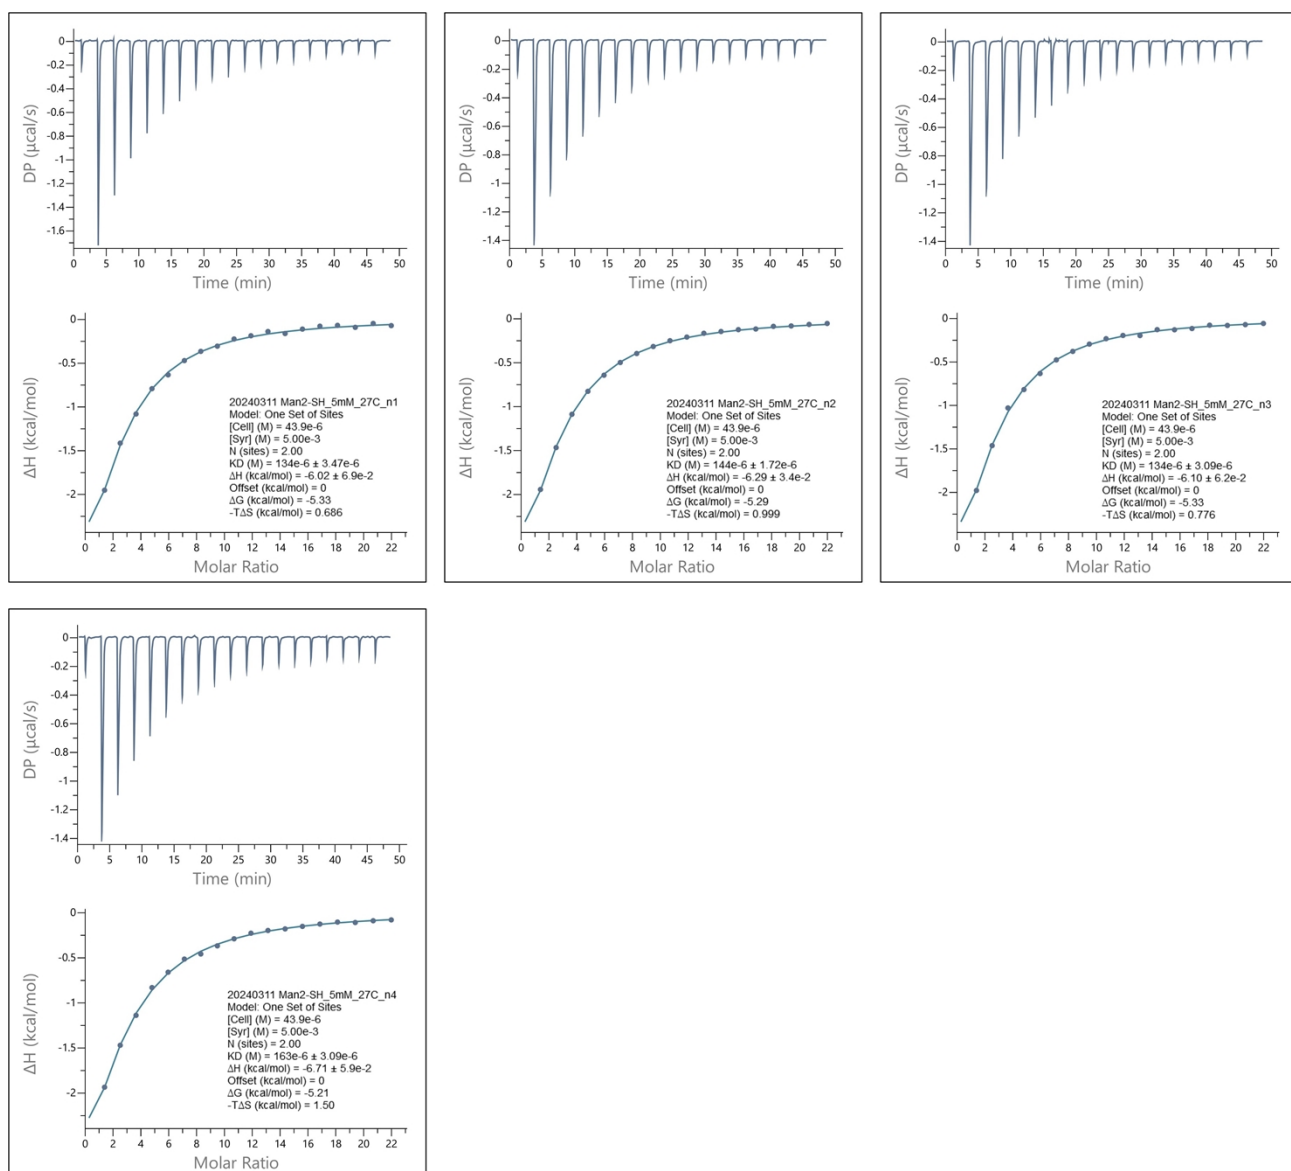 0
-0.2
-0.4
-0.6
-0.8
-1
-1.2
-1.4
-1.6
DP (µcal/s)
0 5 10 15 20 25 30 35 40 45 50
Time (min)
0
-0.5
-1
-1.5
-2
ΔH (kcal/mol)
20240311 Man2-SH_5mM_27C_n1
Model: One Set of Sites
[Cell] (M) = 43.9e-6
[Syr] (M) = 5.00e-3
N (sites) = 2.00
KD (M) = 134e-6 ± 3.47e-6
ΔH (kcal/mol) = -6.02 ± 6.9e-2
Offset (kcal/mol) = 0
ΔG (kcal/mol) = -5.33
-TΔS (kcal/mol) = 0.686
0 2 4 6 8 10 12 14 16 18 20 22
Molar Ratio
0
-0.2
-0.4
-0.6
-0.8
-1
-1.2
-1.4
DP (µcal/s)
0 5 10 15 20 25 30 35 40 45 50
Time (min)
0
-0.5
-1
-1.5
-2
ΔH (kcal/mol)
20240311 Man2-SH_5mM_27C_n2
Model: One Set of Sites
[Cell] (M) = 43.9e-6
[Syr] (M) = 5.00e-3
N (sites) = 2.00
KD (M) = 144e-6 ± 1.72e-6
ΔH (kcal/mol) = -6.29 ± 3.4e-2
Offset (kcal/mol) = 0
ΔG (kcal/mol) = -5.29
-TΔS (kcal/mol) = 0.999
0 2 4 6 8 10 12 14 16 18 20 22
Molar Ratio
0
-0.2
-0.4
-0.6
-0.8
-1
-1.2
-1.4
DP (µcal/s)
0 5 10 15 20 25 30 35 40 45 50
Time (min)
0
-0.5
-1
-1.5
-2
ΔH (kcal/mol)
20240311 Man2-SH_5mM_27C_n3
Model: One Set of Sites
[Cell] (M) = 43.9e-6
[Syr] (M) = 5.00e-3
N (sites) = 2.00
KD (M) = 134e-6 ± 3.09e-6
ΔH (kcal/mol) = -6.10 ± 6.2e-2
Offset (kcal/mol) = 0
ΔG (kcal/mol) = -5.33
-TΔS (kcal/mol) = 0.776
0 2 4 6 8 10 12 14 16 18 20 22
Molar Ratio
0
-0.2
-0.4
-0.6
-0.8
-1
-1.2
-1.4
DP (µcal/s)
0 5 10 15 20 25 30 35 40 45 50
Time (min)
0
-0.5
-1
-1.5
-2
ΔH (kcal/mol)
20240311 Man2-SH_5mM_27C_n4
Model: One Set of Sites
[Cell] (M) = 43.9e-6
[Syr] (M) = 5.00e-3
N (sites) = 2.00
KD (M) = 163e-6 ± 3.09e-6
ΔH (kcal/mol) = -6.71 ± 5.9e-2
Offset (kcal/mol) = 0
ΔG (kcal/mol) = -5.21
-TΔS (kcal/mol) = 1.50
0 2 4 6 8 10 12 14 16 18 20 22
Molar Ratio